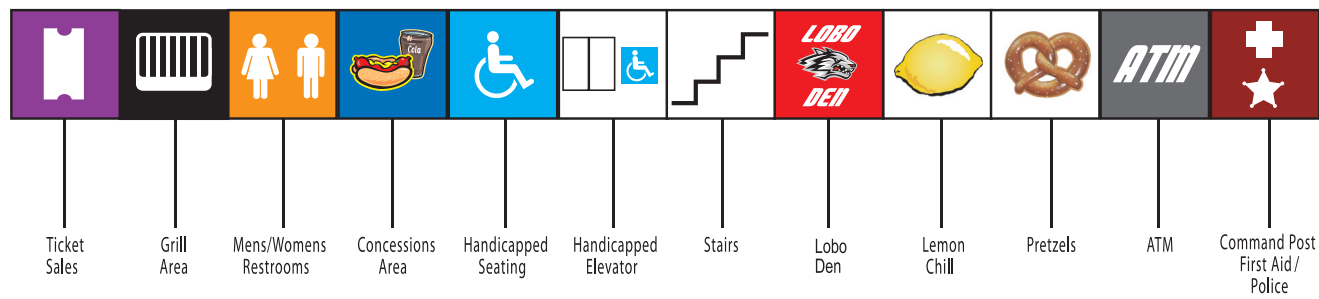 Cola
LOBO
DEN
ATM
Ticket
Sales
Grill
Area
Mens/Womens
Restrooms
Concessions
Area
Handicapped
Seating
Handicapped
Elevator
Stairs
Lobo
Den
Lemon
Chill
Pretzels
ATM
Command Post
First Aid /
Police